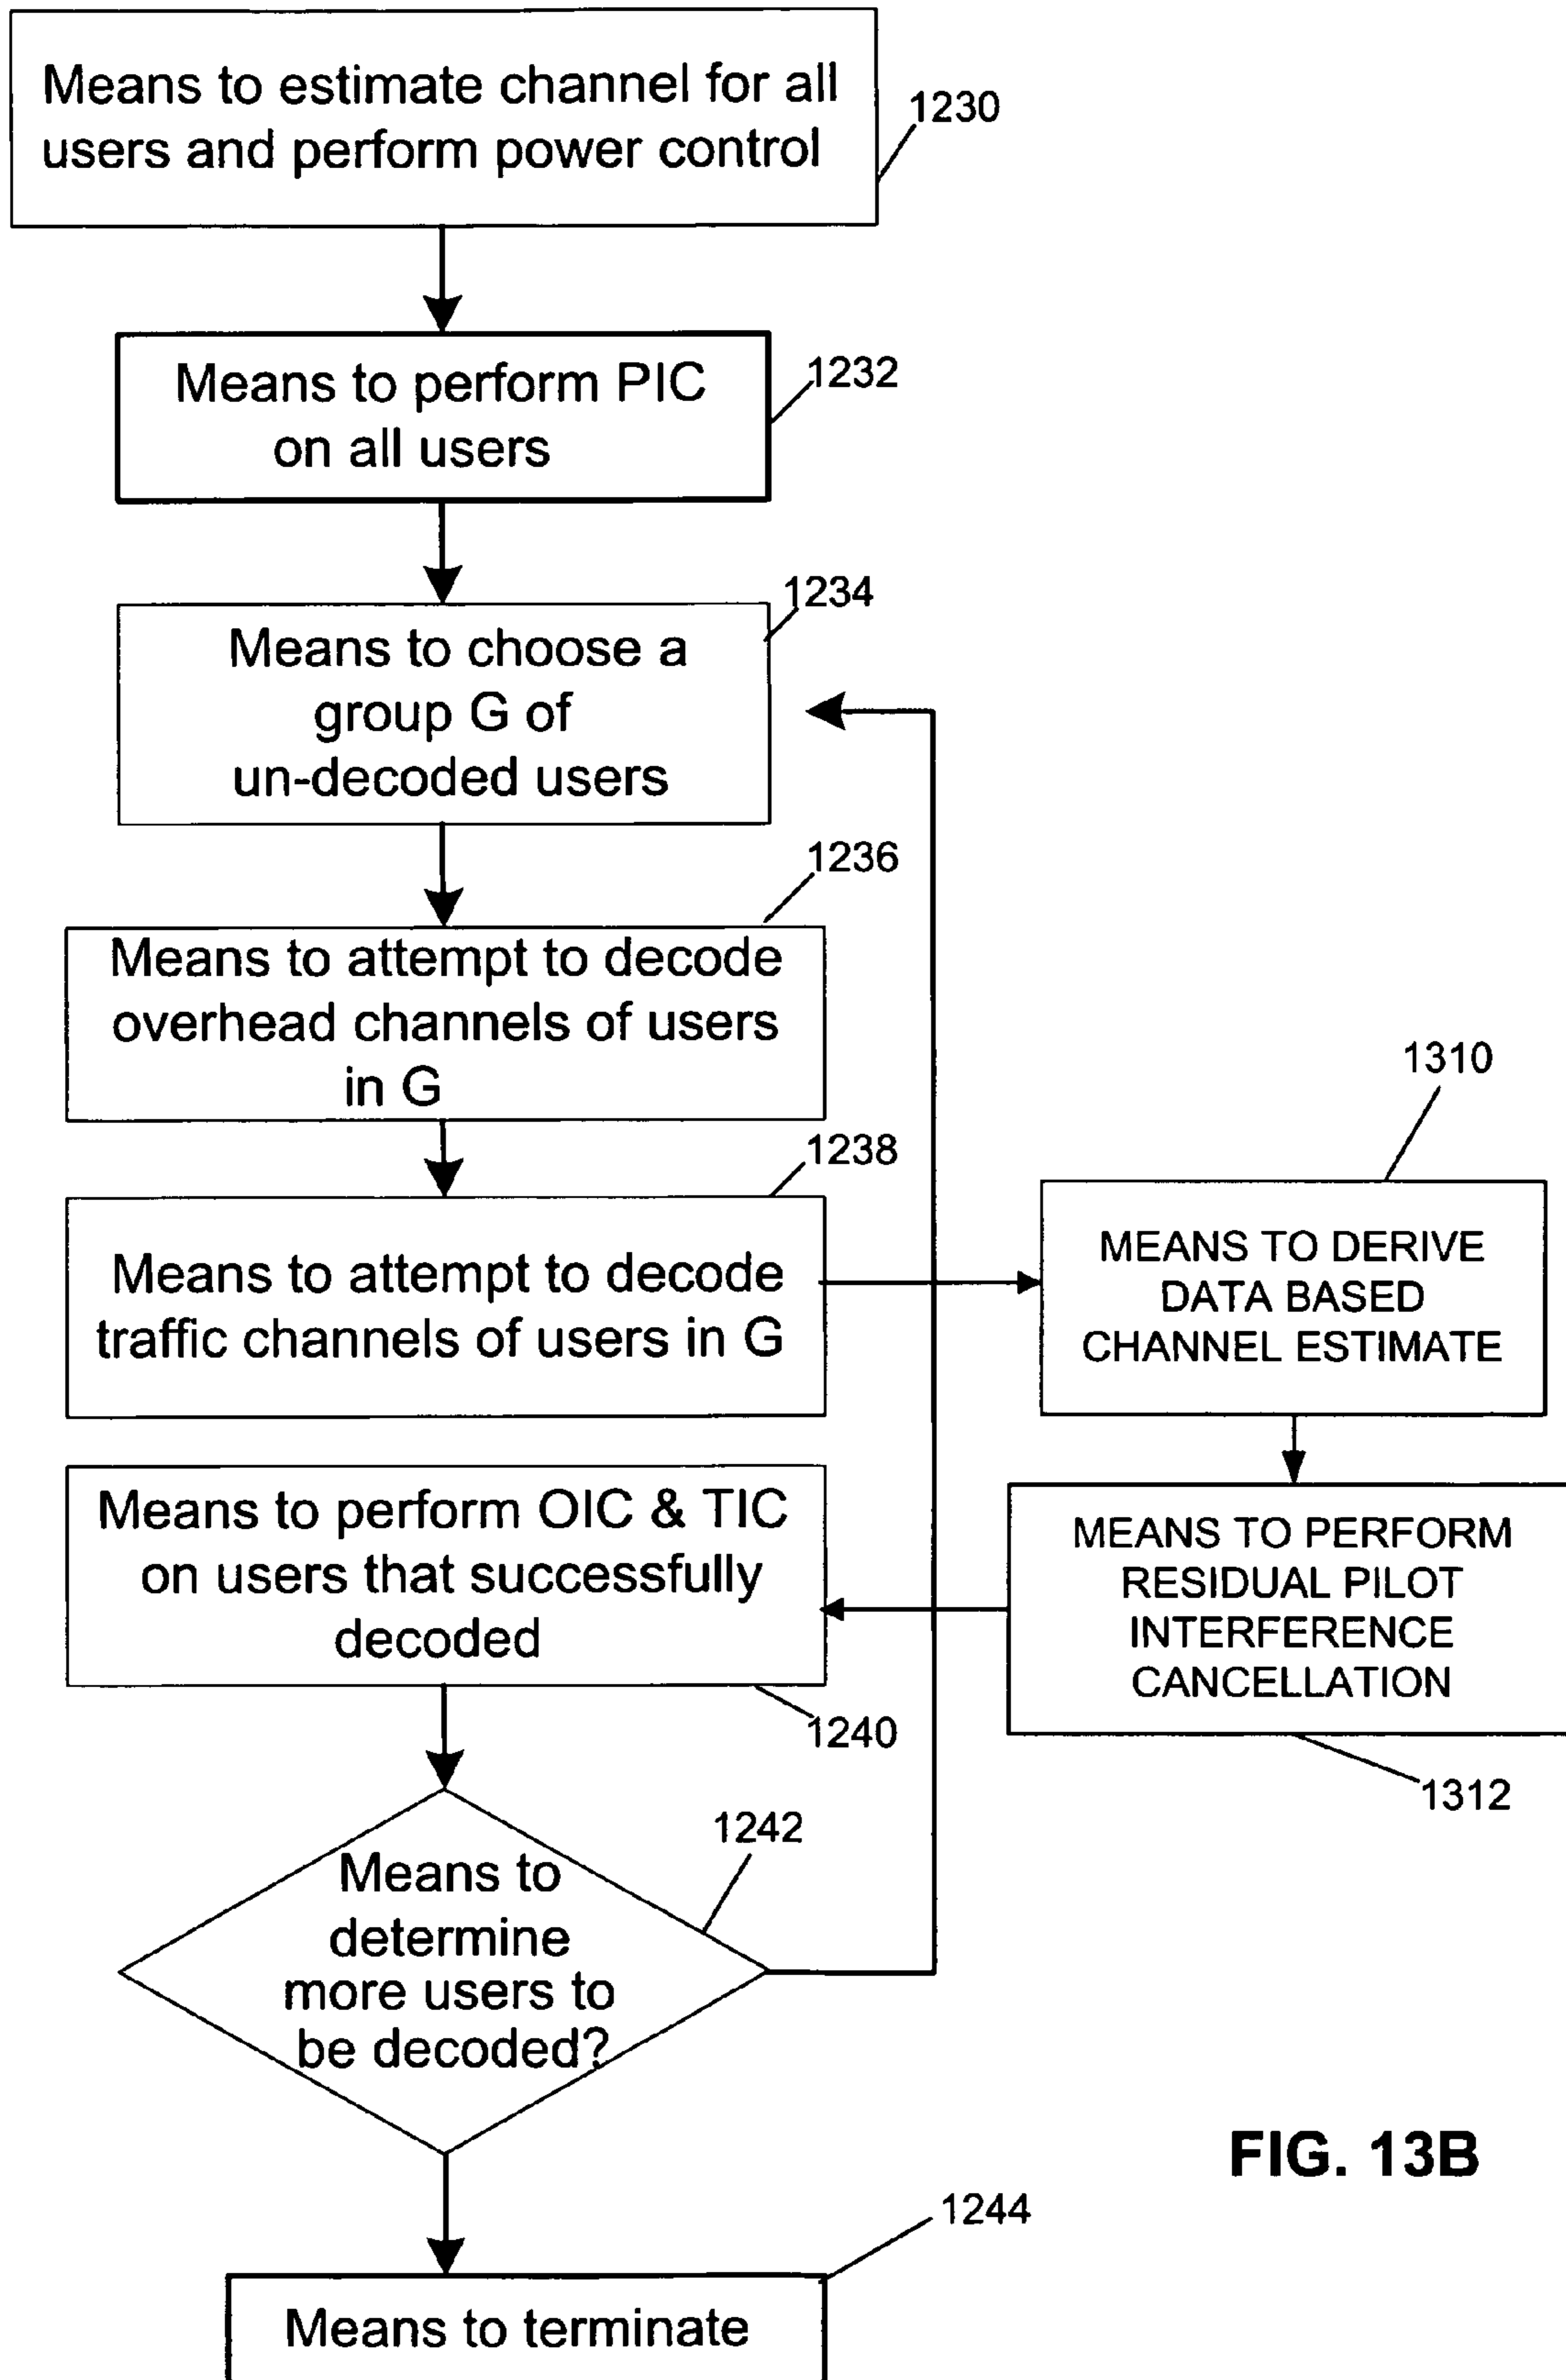 Means to estimate channel for all
users and perform power control
1230
Means to perform PIC
on all users
1232
1234
Means to choose a
group G of
un-decoded users
1236
Means to attempt to decode
overhead channels of users
in G
1238
Means to attempt to decode
traffic channels of users in G
1310
MEANS TO DERIVE
DATA BASED
CHANNEL ESTIMATE
MEANS TO PERFORM
RESIDUAL PILOT
INTERFERENCE
CANCELLATION
1312
Means to perform OIC & TIC
on users that successfully
decoded
1240
1242
Means to
determine
more users to
be decoded?
FIG. 13B
1244
Means to terminate